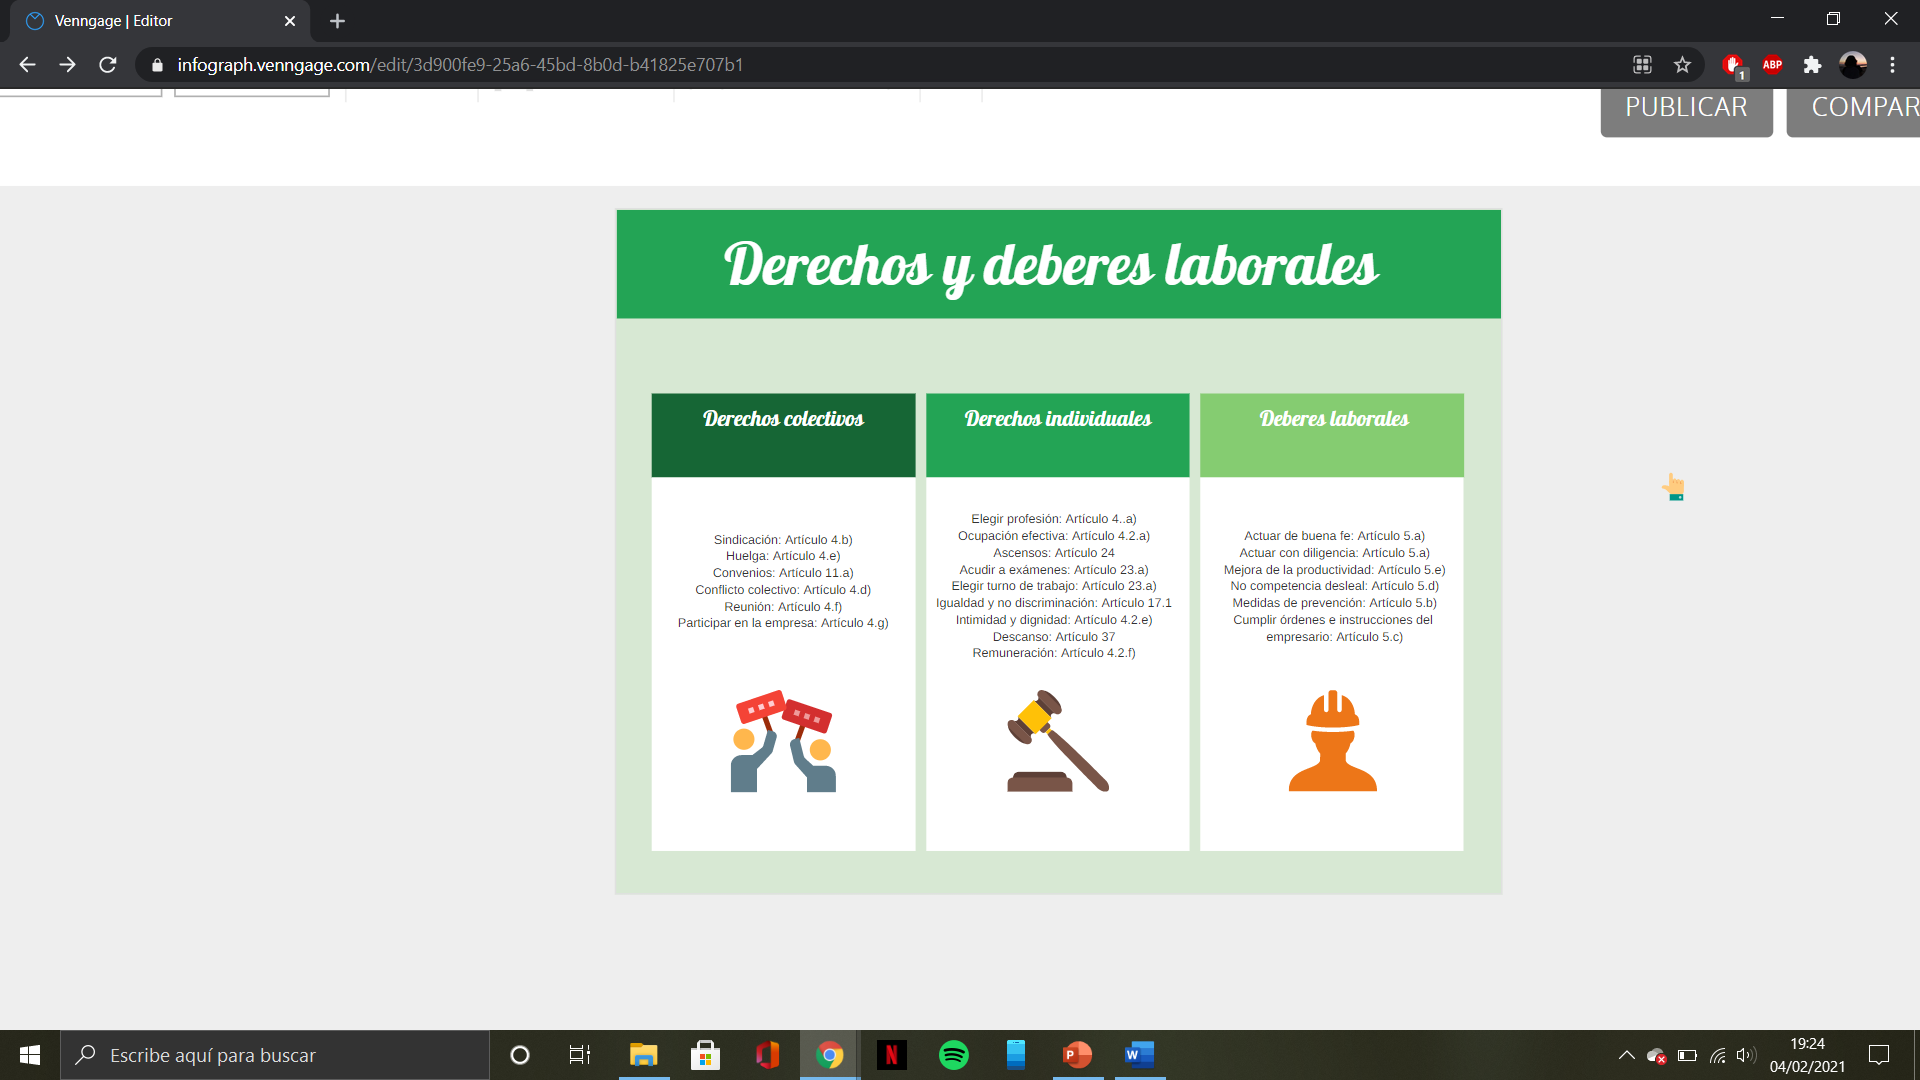 Venngage | Editor
infograph.venngage.com/edit/3d900fe9-25a6-45bd-8b0d-b41825e707b1
1
ABP
PUBLICAR
COMPAR
Derechos y deberes laborales
Derechos colectivos
Sindicación: Artículo 4.b)
Huelga: Artículo 4.e)
Convenios: Artículo 11.a)
Conflicto colectivo: Artículo 4.d)
Reunión: Artículo 4.f)
Participar en la empresa: Artículo 4.g)
Derechos individuales
Elegir profesión: Artículo 4..a)
Ocupación efectiva: Artículo 4.2.a)
Ascensos: Artículo 24
Acudir a exámenes: Artículo 23.a)
Elegir turno de trabajo: Artículo 23.a)
Igualdad y no discriminación: Artículo 17.1
Intimidad y dignidad: Artículo 4.2.e)
Descanso: Artículo 37
Remuneración: Artículo 4.2.f)
Deberes laborales
Actuar de buena fe: Artículo 5.a)
Actuar con diligencia: Artículo 5.a)
Mejora de la productividad: Artículo 5.e)
No competencia desleal: Artículo 5.d)
Medidas de prevención: Artículo 5.b)
Cumplir órdenes e instrucciones del
empresario: Artículo 5.c)
Escribe aquí para buscar
N
P
W
19:24
04/02/2021